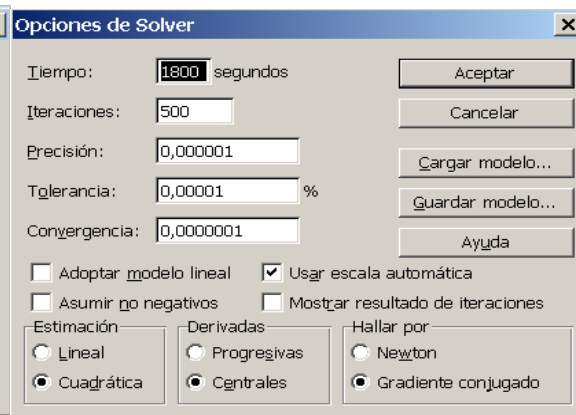 Opciones de Solver
Tiempo: 1800 segundos
Aceptar
Iteraciones: 500
Cancelar
Precisión: 0,000001
Cargar modelo...
Tolerancia: 0,00001 %
Guardar modelo...
Convergencia: 0,0000001
Ayuda
Adoptar modelo lineal
Usar escala automática
Asumir no negativos
Mostrar resultado de iteraciones
Estimación
Lineal
Cuadrática
Derivadas
Progresivas
Centrales
Hallar por
Newton
Gradiente conjugado